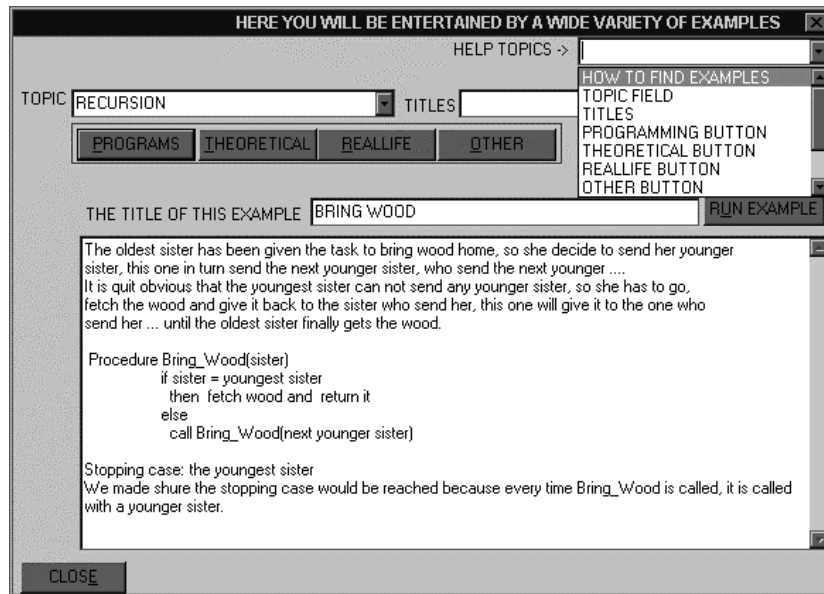 HERE YOU WILL BE ENTERTAINED BY A WIDE VARIETY OF EXAMPLES
HELP TOPICS ->
HOW TO FIND EXAMPLES
TOPIC FIELD
TITLES
PROGRAMMING BUTTON
THEORETICAL BUTTON
REALLIFE BUTTON
OTHER BUTTON
TOPIC RECURSION TITLES
PROGRAMS THEORETICAL REALLIFE OTHER
THE TITLE OF THIS EXAMPLE BRING WOOD RUN EXAMPLE
The oldest sister has been given the task to bring wood home, so she decide to send her younger
sister, this one in turn send the next younger sister, who send the next younger ....
It is quit obvious that the youngest sister can not send any younger sister, so she has to go,
fetch the wood and give it back to the sister who send her, this one will give it to the one who
send her ... until the oldest sister finally gets the wood.
Procedure Bring_Wood(sister)
if sister = youngest sister
then fetch wood and return it
else
call Bring_Wood(next younger sister)
Stopping case: the youngest sister
We made shure the stopping case would be reached because every time Bring_Wood is called, it is called
with a younger sister.
CLOSE